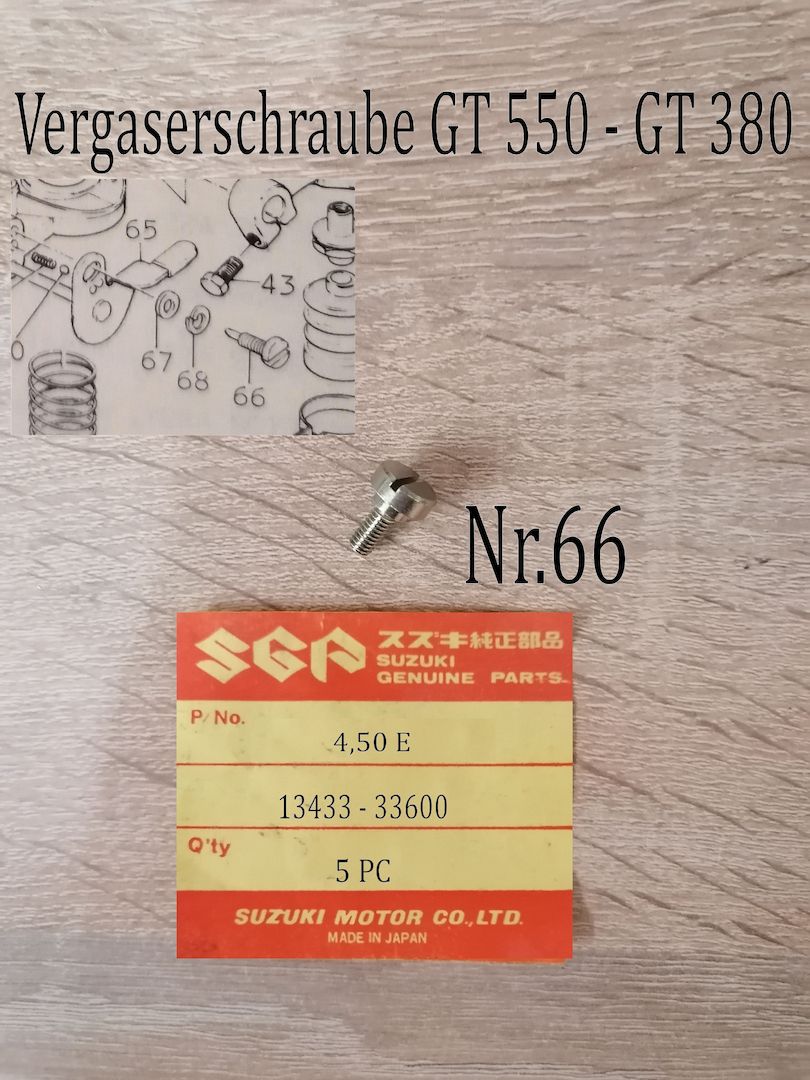 Vergaserschraube GT 550 - GT 380
65
43
67
68
66
Nr.66
SGP スズキ純正部品
SUZUKI
GENUINE PARTS
P/No.
4,50 E
13433 - 33600
Q'ty
5 PC
SUZUKI MOTOR CO.,LTD.
MADE IN JAPAN